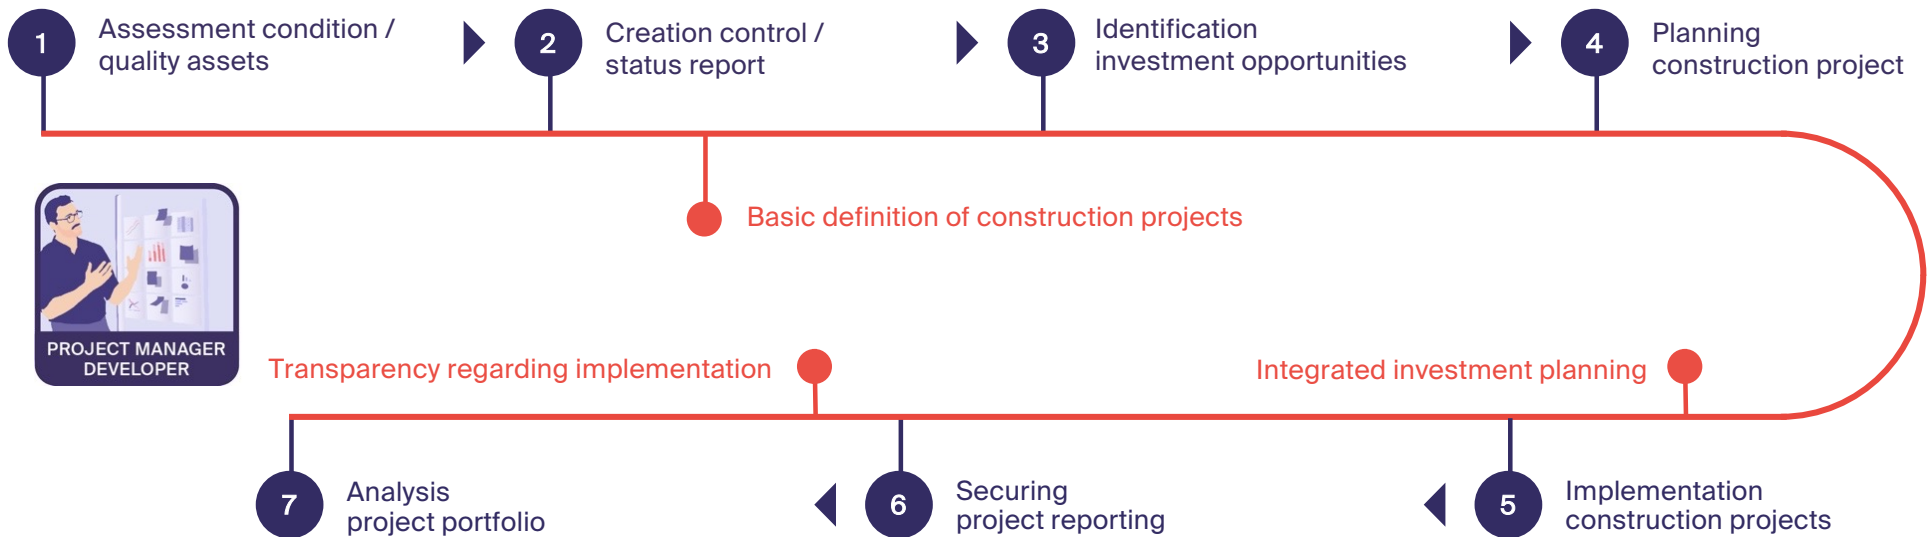 1
Assessment condition /
quality assets
2
Creation control /
status report
3
Identification
investment opportunities
4
Planning
construction project
Basic definition of construction projects
PROJECT MANAGER
DEVELOPER
Transparency regarding implementation
Integrated investment planning
5
Implementation
construction projects
6
Securing
project reporting
7
Analysis
project portfolio